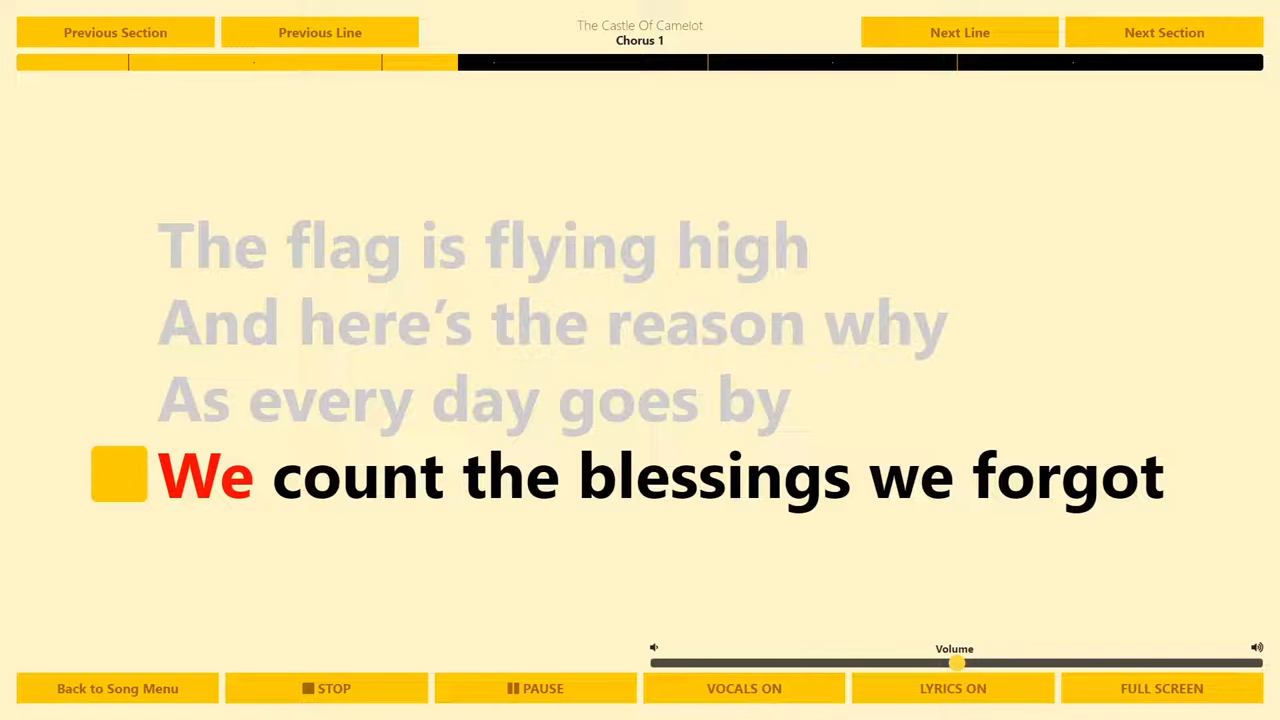 Previous Section
Previous Line
The Castle Of Camelot
Chorus 1
Next Line
Next Section
The flag is flying high
And here’s the reason why
As every day goes by
We count the blessings we forgot
Volume
Back to Song Menu
STOP
PAUSE
VOCALS ON
LYRICS ON
FULL SCREEN